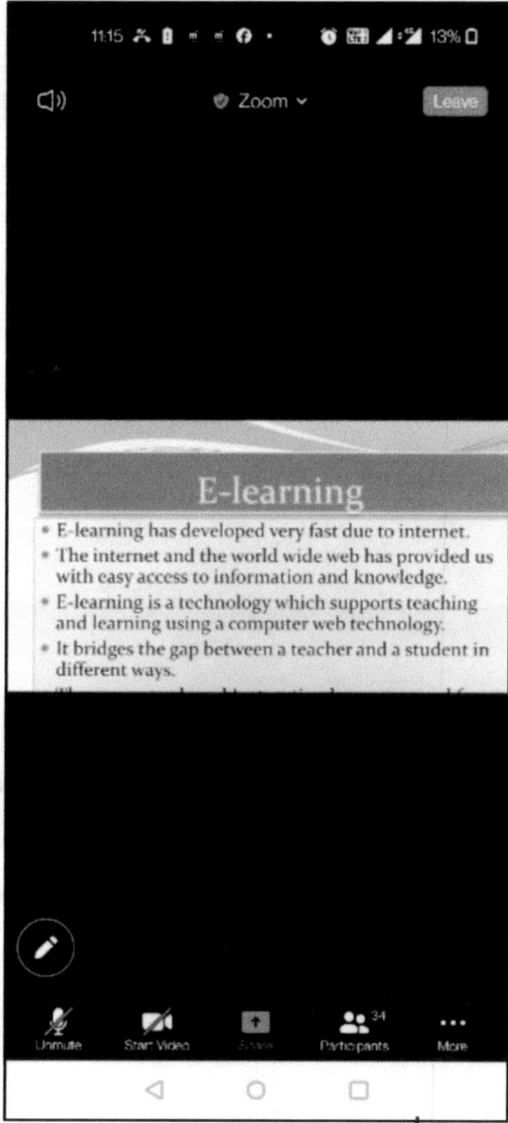 11:15 13%
Zoom Leave
E-learning
* E-learning has developed very fast due to internet.
* The internet and the world wide web has provided us
with easy access to information and knowledge.
* E-learning is a technology which supports teaching
and learning using a computer web technology.
* It bridges the gap between a teacher and a student in
different ways.
34
Unmute Start Video Share Participants More